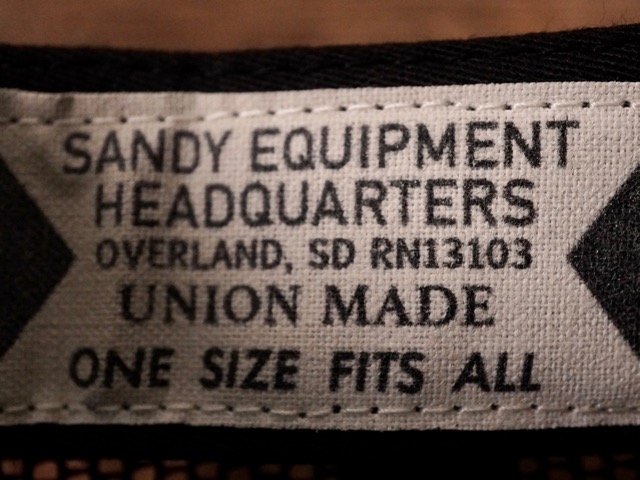 SANDY EQUIPMENT
HEADQUARTERS
OVERLAND, SD RN13103
UNION MADE
ONE SIZE FITS ALL